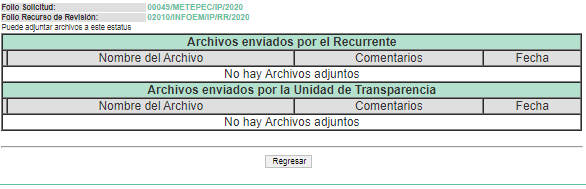 Folio Solicitud: 00049/METEPEC/IP/2020
Folio Recurso de Revisión: 02010/INFOEM/IP/RR/2020
Puede adjuntar archivos a este estatus
Archivos enviados por el Recurrente
Nombre del Archivo Comentarios Fecha
No hay Archivos adjuntos
Archivos enviados por la Unidad de Transparencia
Nombre del Archivo Comentarios Fecha
No hay Archivos adjuntos
Regresar